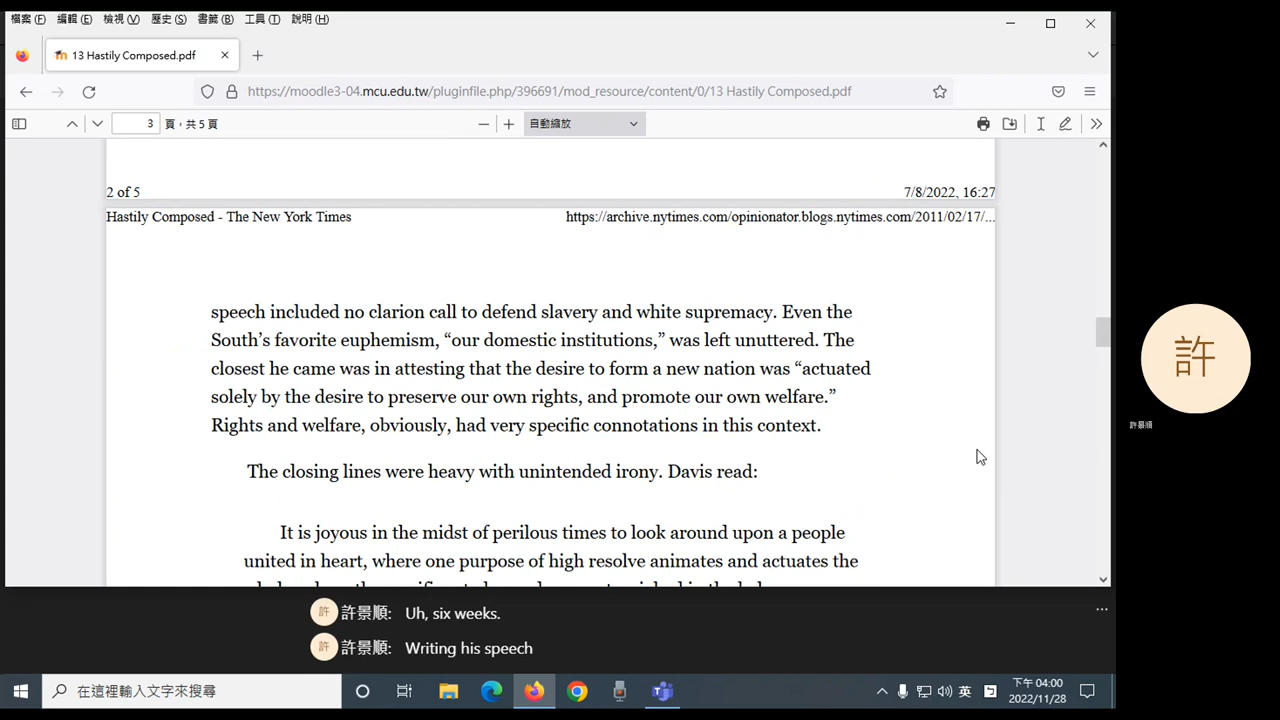 檔案 (F) 編輯 (E) 檢視 (V) 歷史 (S) 書籤 (B) 工具 (T) 說明 (H)
13 Hastily Composed.pdf
https://moodle3-04.mcu.edu.tw/pluginfile.php/396691/mod_resource/content/0/13 Hastily Composed.pdf
3 頁，共 5 頁 自動縮放
2 of 5 7/8/2022, 16:27
Hastily Composed - The New York Times https://archive.nytimes.com/opinionator.blogs.nytimes.com/2011/02/17/...
speech included no clarion call to defend slavery and white supremacy. Even the
South’s favorite euphemism, “our domestic institutions,” was left unuttered. The
closest he came was in attesting that the desire to form a new nation was “actuated
solely by the desire to preserve our own rights, and promote our own welfare.”
Rights and welfare, obviously, had very specific connotations in this context.
The closing lines were heavy with unintended irony. Davis read:
It is joyous in the midst of perilous times to look around upon a people
united in heart, where one purpose of high resolve animates and actuates the
許
許景順
許 許景順: Uh, six weeks.
許 許景順: Writing his speech
在這裡輸入文字來搜尋
英
下午 04:00
2022/11/28